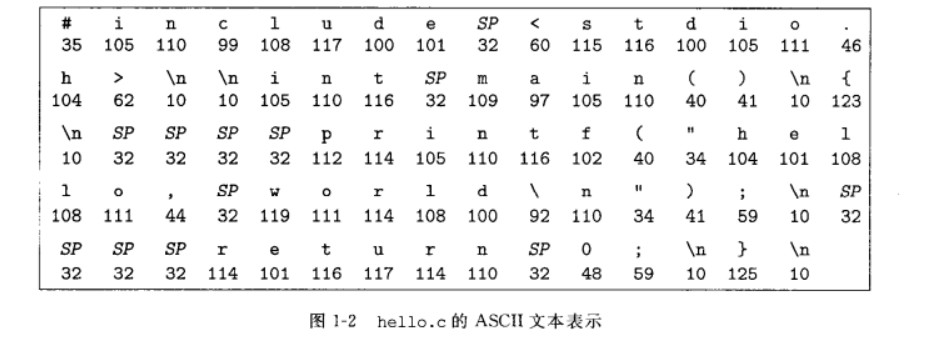 # i n c l u d e SP < s t d i o .
35 105 110 99 108 117 100 101 32 60 115 116 100 105 111 46
h > \n \n i n t SP m a i n ( ) \n {
104 62 10 10 105 110 116 32 109 97 105 110 40 41 10 123
\n SP SP SP SP p r i n t f ( " h e l
10 32 32 32 32 112 114 105 110 116 102 40 34 104 101 108
l o , SP w o r l d \ n " ) ; \n SP
108 111 44 32 119 111 114 108 100 92 110 34 41 59 10 32
SP SP SP r e t u r n SP 0 ; \n } \n
32 32 32 114 101 116 117 114 110 32 48 59 10 125 10
图 1-2 hello.c 的 ASCII 文本表示